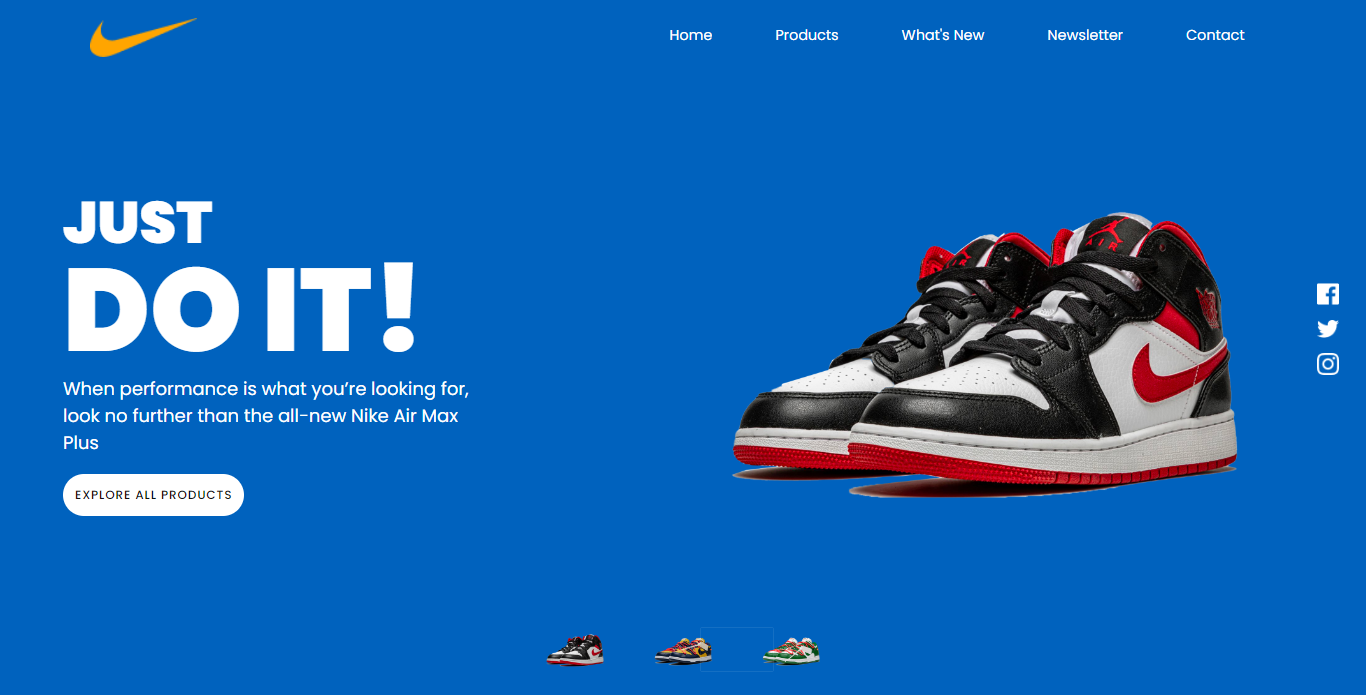 Home Products What's New Newsletter Contact
JUST
DO IT!
When performance is what you’re looking for,
look no further than the all-new Nike Air Max
Plus
EXPLORE ALL PRODUCTS
AIR